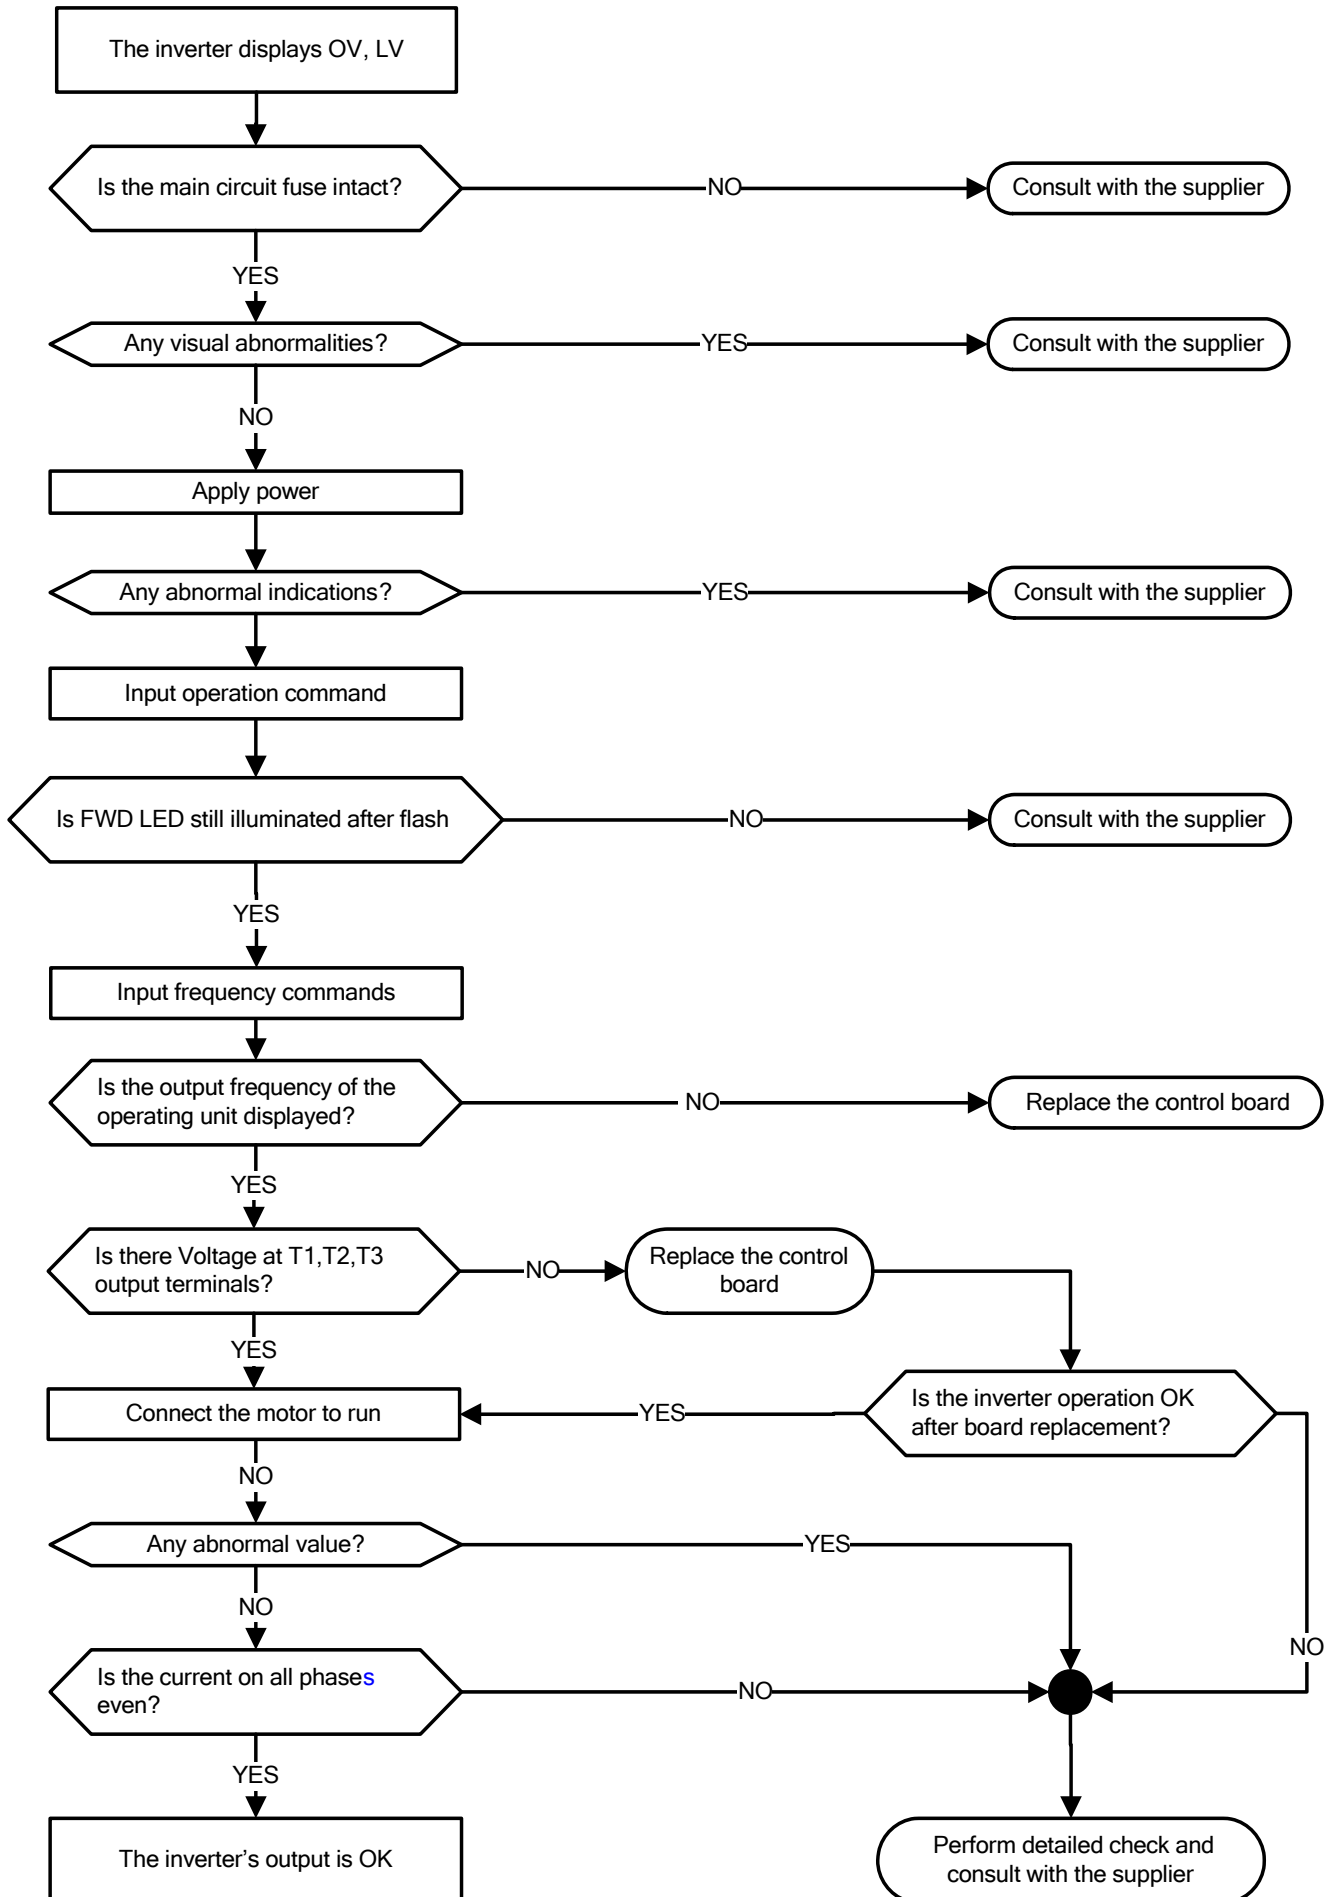 The inverter displays OV, LV
Is the main circuit fuse intact?
NO
Consult with the supplier
YES
Any visual abnormalities?
YES
Consult with the supplier
NO
Apply power
Any abnormal indications?
YES
Consult with the supplier
Input operation command
Is FWD LED still illuminated after flash
NO
Consult with the supplier
YES
Input frequency commands
Is the output frequency of the
operating unit displayed?
NO
Replace the control board
YES
Is there Voltage at T1,T2,T3
output terminals?
NO
Replace the control
board
YES
Connect the motor to run
YES
Is the inverter operation OK
after board replacement?
NO
Any abnormal value?
YES
NO
NO
Is the current on all phases
even?
NO
YES
The inverter's output is OK
Perform detailed check and
consult with the supplier